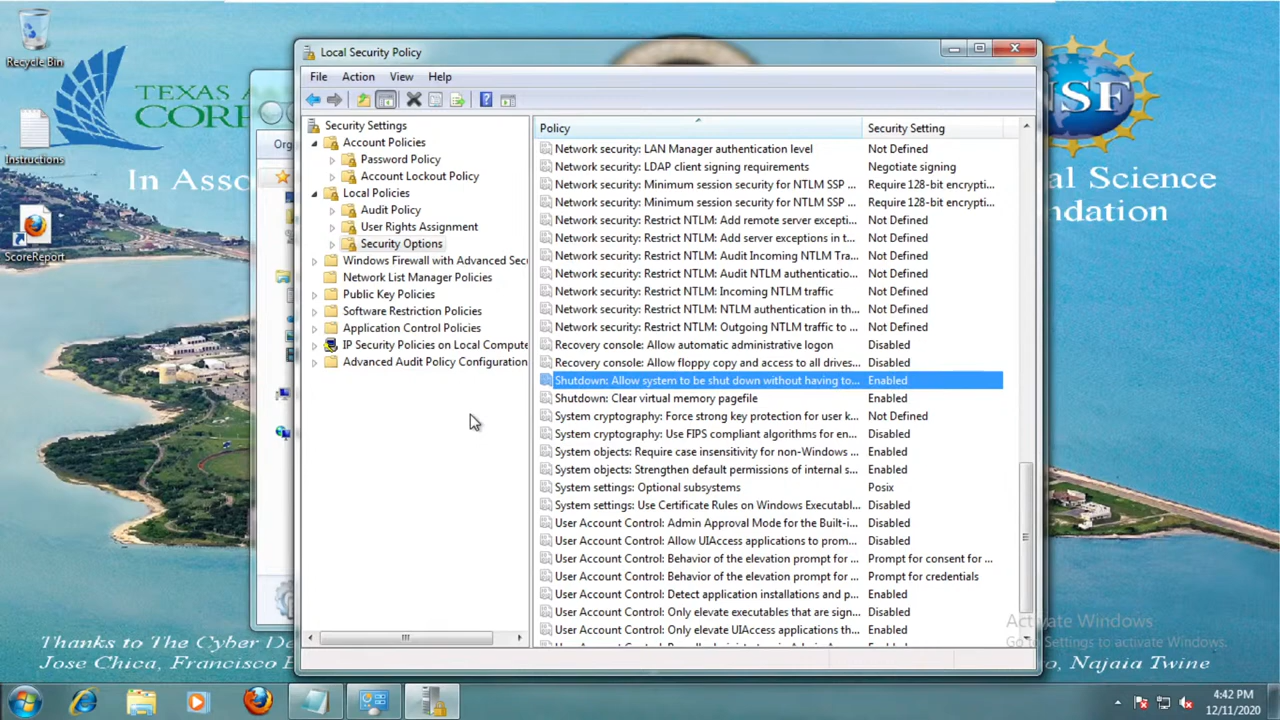 Recycle Bin
Instructions
ScoreReport
TEXAS A
CORP
NSF
In Asso
al Science
ndation
Org
Local Security Policy
File Action View Help
Security Settings
Account Policies
Password Policy
Account Lockout Policy
Local Policies
Audit Policy
User Rights Assignment
Security Options
Windows Firewall with Advanced Secu
Network List Manager Policies
Public Key Policies
Software Restriction Policies
Application Control Policies
IP Security Policies on Local Compute
Advanced Audit Policy Configuration
Policy Security Setting
Network security: LAN Manager authentication level Not Defined
Network security: LDAP client signing requirements Negotiate signing
Network security: Minimum session security for NTLM SSP ... Require 128-bit encrypti...
Network security: Minimum session security for NTLM SSP ... Require 128-bit encrypti...
Network security: Restrict NTLM: Add remote server excepti... Not Defined
Network security: Restrict NTLM: Add server exceptions in t... Not Defined
Network security: Restrict NTLM: Audit Incoming NTLM Tra... Not Defined
Network security: Restrict NTLM: Audit NTLM authenticatio... Not Defined
Network security: Restrict NTLM: Incoming NTLM traffic Not Defined
Network security: Restrict NTLM: NTLM authentication in th... Not Defined
Network security: Restrict NTLM: Outgoing NTLM traffic to ... Not Defined
Recovery console: Allow automatic administrative logon Disabled
Recovery console: Allow floppy copy and access to all drives... Disabled
Shutdown: Allow system to be shut down without having to... Enabled
Shutdown: Clear virtual memory pagefile Enabled
System cryptography: Force strong key protection for user k... Not Defined
System cryptography: Use FIPS compliant algorithms for en... Disabled
System objects: Require case insensitivity for non-Windows ... Enabled
System objects: Strengthen default permissions of internal s... Enabled
System settings: Optional subsystems Posix
System settings: Use Certificate Rules on Windows Executabl... Disabled
User Account Control: Admin Approval Mode for the Built-i... Disabled
User Account Control: Allow UIAccess applications to prom... Disabled
User Account Control: Behavior of the elevation prompt for ... Prompt for consent for ...
User Account Control: Behavior of the elevation prompt for ... Prompt for credentials
User Account Control: Detect application installations and p... Enabled
User Account Control: Only elevate executables that are sign... Disabled
User Account Control: Only elevate UIAccess applications th... Enabled
Activate Windows
Go to Settings to activate Windows.
Thanks to The Cyber De
Jose Chica, Francisco E
o, Najaia Twine
4:42 PM
12/11/2020